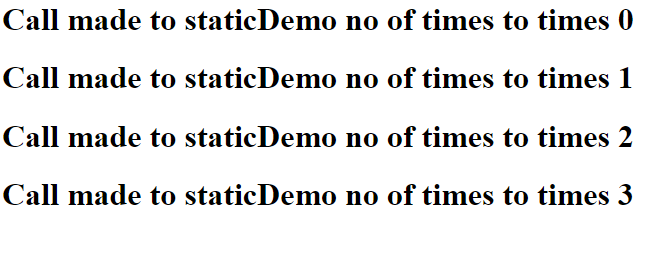 Call made to staticDemo no of times to times 0
Call made to staticDemo no of times to times 1
Call made to staticDemo no of times to times 2
Call made to staticDemo no of times to times 3